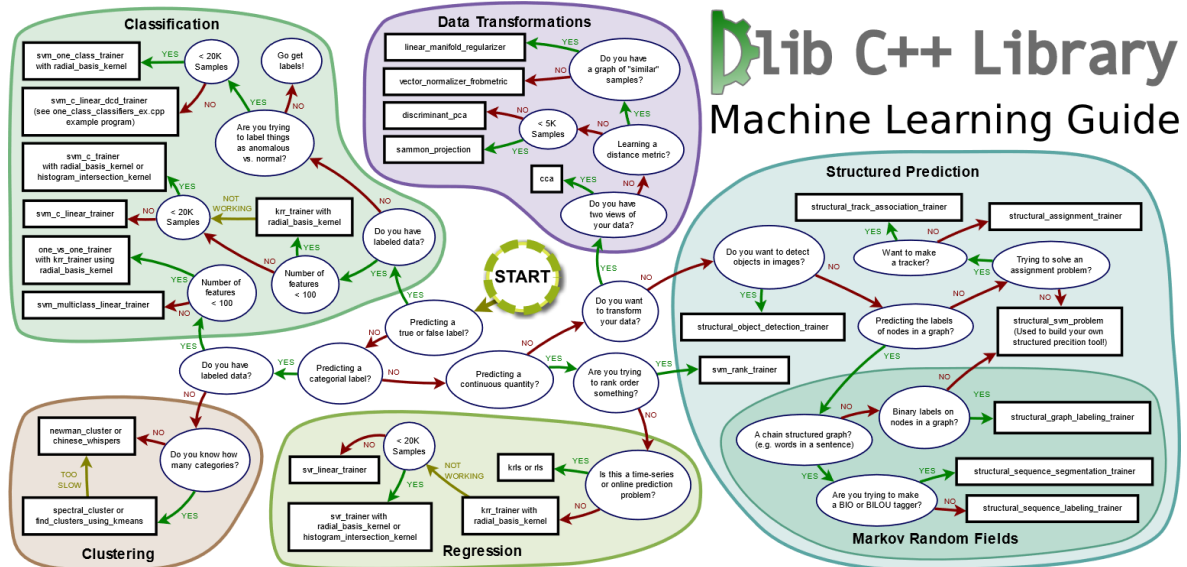 Dlib C++ Library
Machine Learning Guide
Classification
svm_one_class_trainer
with radial_basis_kernel
YES
< 20K
Samples
Go get
labels!
NO
svm_c_linear_dcd_trainer
(see one_class_classifiers_ex.cpp
example program)
YES
NO
Are you trying
to label things
as anomalous
vs. normal?
svm_c_trainer
with radial_basis_kernel or
histogram_intersection_kernel
YES
NO
svm_c_linear_trainer
NO
< 20K
Samples
NOT
WORKING
krr_trainer with
radial_basis_kernel
Do you have
labeled data?
one_vs_one_trainer
with krr_trainer using
radial_basis_kernel
YES
NO
YES
YES
Number of
features
< 100
Number of
features
< 100
svm_multiclass_linear_trainer
NO
YES
YES
Data Transformations
linear_manifold_regularizer
YES
Do you have
a graph of "similar"
samples?
vector_normalizer_frobmetric
NO
YES
discriminant_pca
NO
< 5K
Samples
NO
Learning a
distance metric?
sammon_projection
YES
cca
YES
NO
Do you have
two views of
your data?
YES
START
Predicting a
true or false label?
NO
Do you want
to transform
your data?
NO
NO
Do you have
labeled data?
YES
Predicting a
categorial label?
NO
Predicting a
continuous quantity?
YES
Are you trying
to rank order
something?
YES
svm_rank_trainer
NO
NO
Structured Prediction
structural_track_association_trainer
structural_assignment_trainer
YES
NO
Do you want to detect
objects in images?
Want to make
a tracker?
YES
Trying to solve an
assignment problem?
NO
NO
NO
YES
structural_object_detection_trainer
Predicting the labels
of nodes in a graph?
structural_svm_problem
(Used to build your own
structured precition tool!)
YES
NO
A chain structured graph?
(e.g. words in a sentence)
NO
Binary labels on
nodes in a graph?
YES
structural_graph_labeling_trainer
YES
YES
structural_sequence_segmentation_trainer
Are you trying to make
a BIO or BILOU tagger?
NO
structural_sequence_labeling_trainer
Markov Random Fields
newman_cluster or
chinese_whispers
NO
Do you know how
many categories?
TOO
SLOW
YES
spectral_cluster or
find_clusters_using_kmeans
Clustering
< 20K
Samples
NO
svr_linear_trainer
NOT
WORKING
YES
krls or rls
YES
Is this a time-series
or online prediction
problem?
svr_trainer with
radial_basis_kernel or
histogram_intersection_kernel
krr_trainer with
radial_basis_kernel
NO
Regression